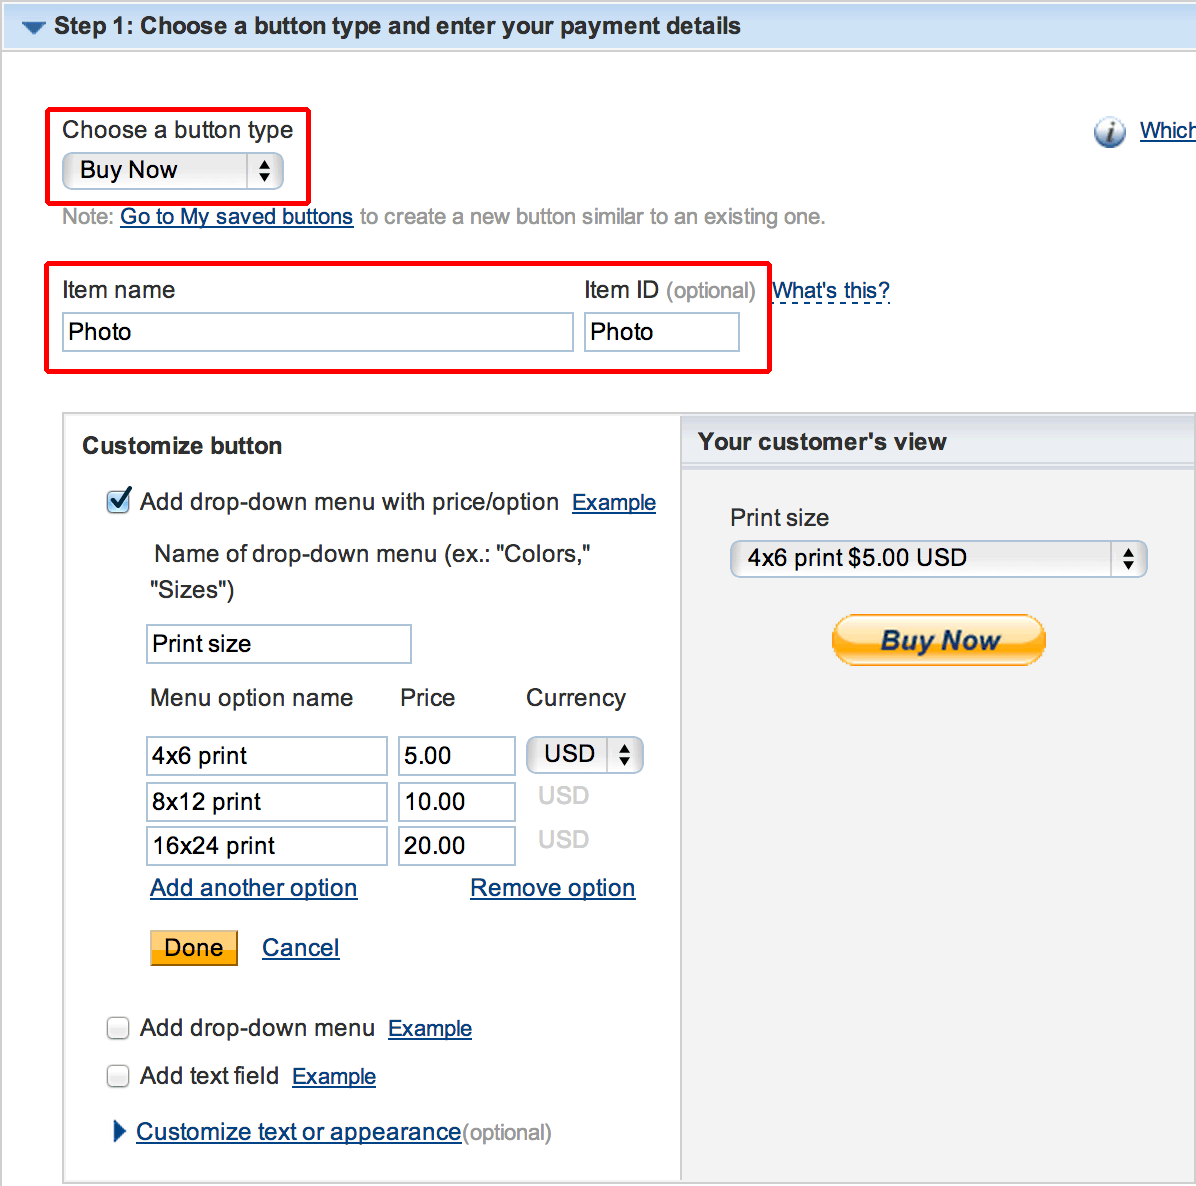 Step 1: Choose a button type and enter your payment details
Choose a button type
Which
Buy Now
Note: Go to My saved buttons to create a new button similar to an existing one.
Item name
Item ID (optional) What's this?
Photo
Photo
Customize button
Add drop-down menu with price/option Example
Name of drop-down menu (ex.: "Colors,"
"Sizes")
Print size
Menu option name Price Currency
4x6 print 5.00 USD
8x12 print 10.00 USD
16x24 print 20.00 USD
Add another option Remove option
Done Cancel
Add drop-down menu Example
Add text field Example
Customize text or appearance(optional)
Your customer's view
Print size
4x6 print $5.00 USD
Buy Now